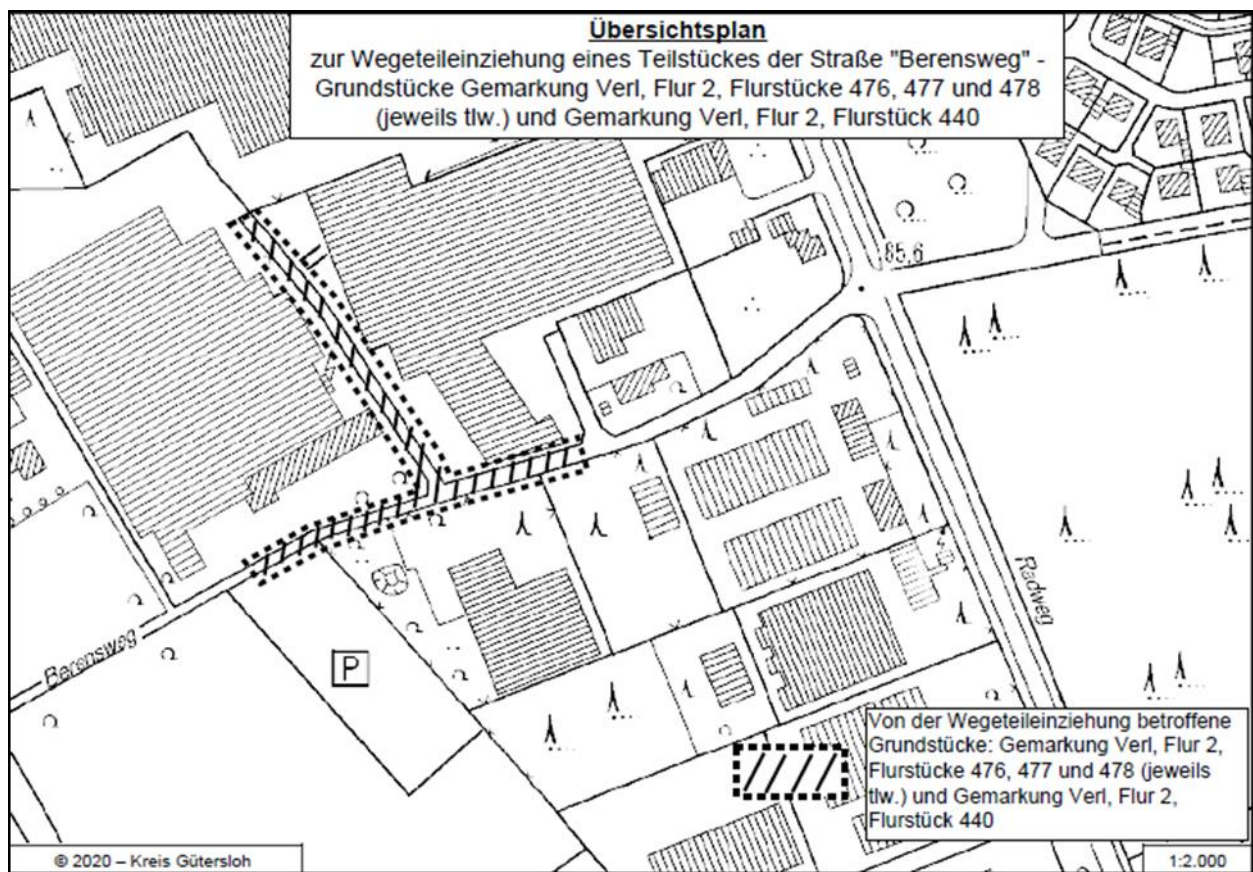 Übersichtsplan
zur Wegeteileinziehung eines Teilstückes der Straße "Berensweg" -
Grundstücke Gemarkung Verl, Flur 2, Flurstücke 476, 477 und 478
(jeweils tlw.) und Gemarkung Verl, Flur 2, Flurstück 440
85,6
Radweg
Berensweg
P
Von der Wegeteileinziehung betroffene
Grundstücke: Gemarkung Verl, Flur 2,
Flurstücke 476, 477 und 478 (jeweils
tlw.) und Gemarkung Verl, Flur 2,
Flurstück 440
© 2020 – Kreis Gütersloh
1:2.000